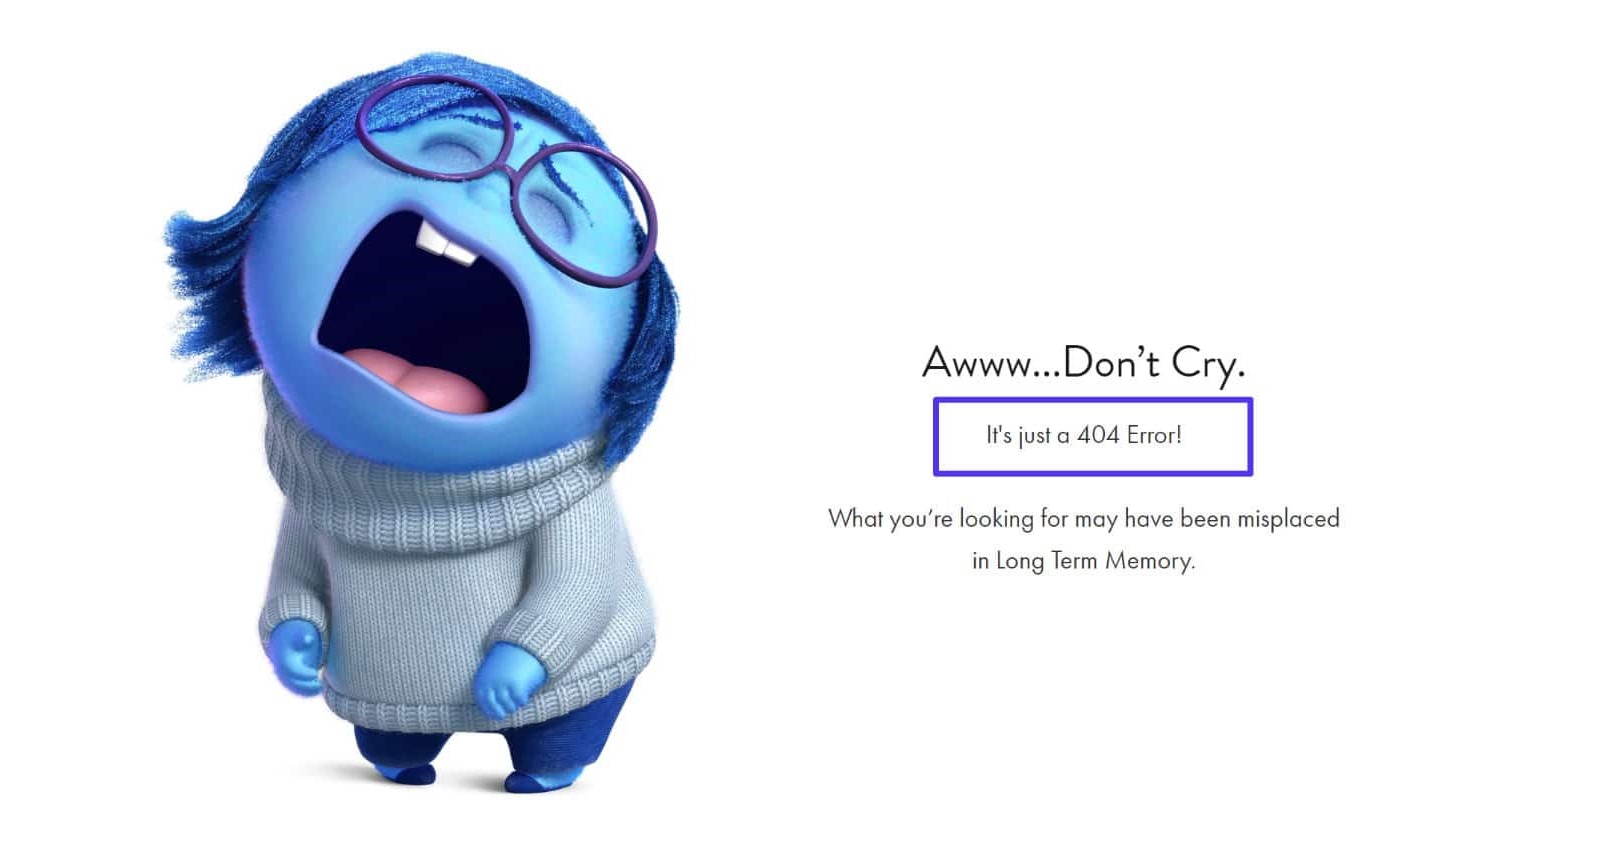 Awww...Don’t Cry.
It's just a 404 Error!
What you’re looking for may have been misplaced
in Long Term Memory.